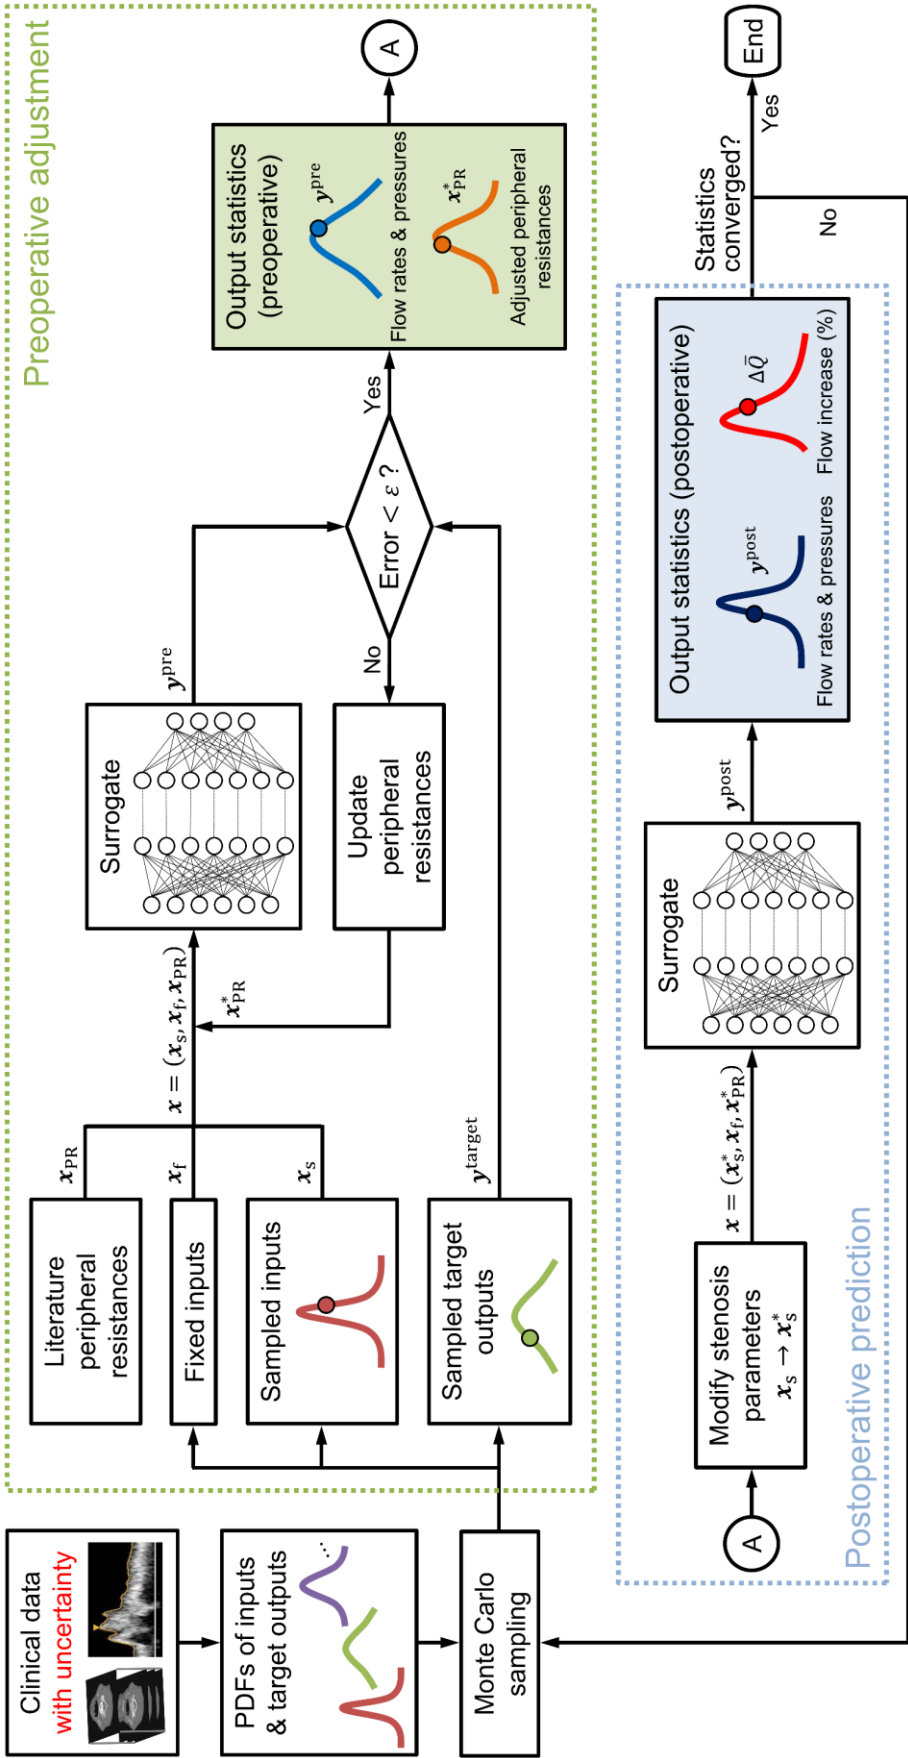 Clinical data
with uncertainty
PDFs of inputs
& target outputs
...
Monte Carlo
sampling
Preoperative adjustment
Literature
peripheral
resistances
x_PR
Fixed inputs
x_f
Sampled inputs
x_s
Sampled target
outputs
y^target
x = (x_s, x_f, x_PR)
x*_PR
Surrogate
y^pre
Update
peripheral
resistances
No
Error < ε ?
Yes
Output statistics
(preoperative)
y^pre
Flow rates & pressures
x*_PR
Adjusted peripheral
resistances
A
A
Modify stenosis
parameters
x_s → x*_s
x = (x*_s, x_f, x*_PR)
Surrogate
y^post
Output statistics (postoperative)
y^post
ΔQ̄
Flow rates & pressures
Flow increase (%)
Postoperative prediction
Statistics
converged?
Yes
No
End